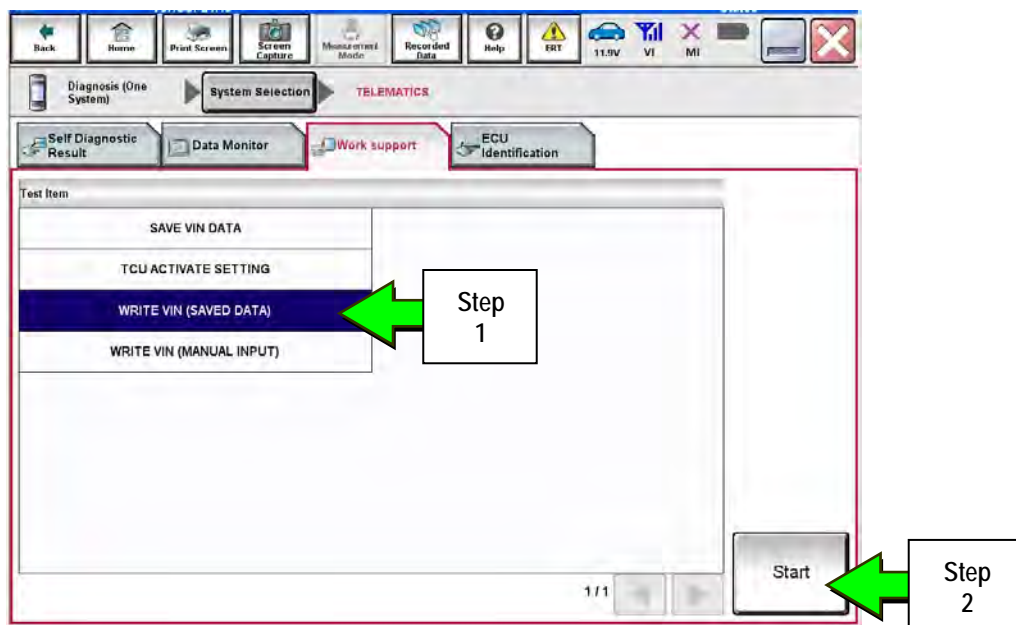 Back
Home
Print Screen
Screen
Capture
Measurement
Mode
Recorded
Data
Help
ERT
11.9V
VI
MI
Diagnosis (One
System)
System Selection
TELEMATICS
Self Diagnostic
Result
Data Monitor
Work support
ECU
Identification
Test Item
SAVE VIN DATA
TCU ACTIVATE SETTING
WRITE VIN (SAVED DATA)
Step
1
WRITE VIN (MANUAL INPUT)
1/1
Start
Step
2